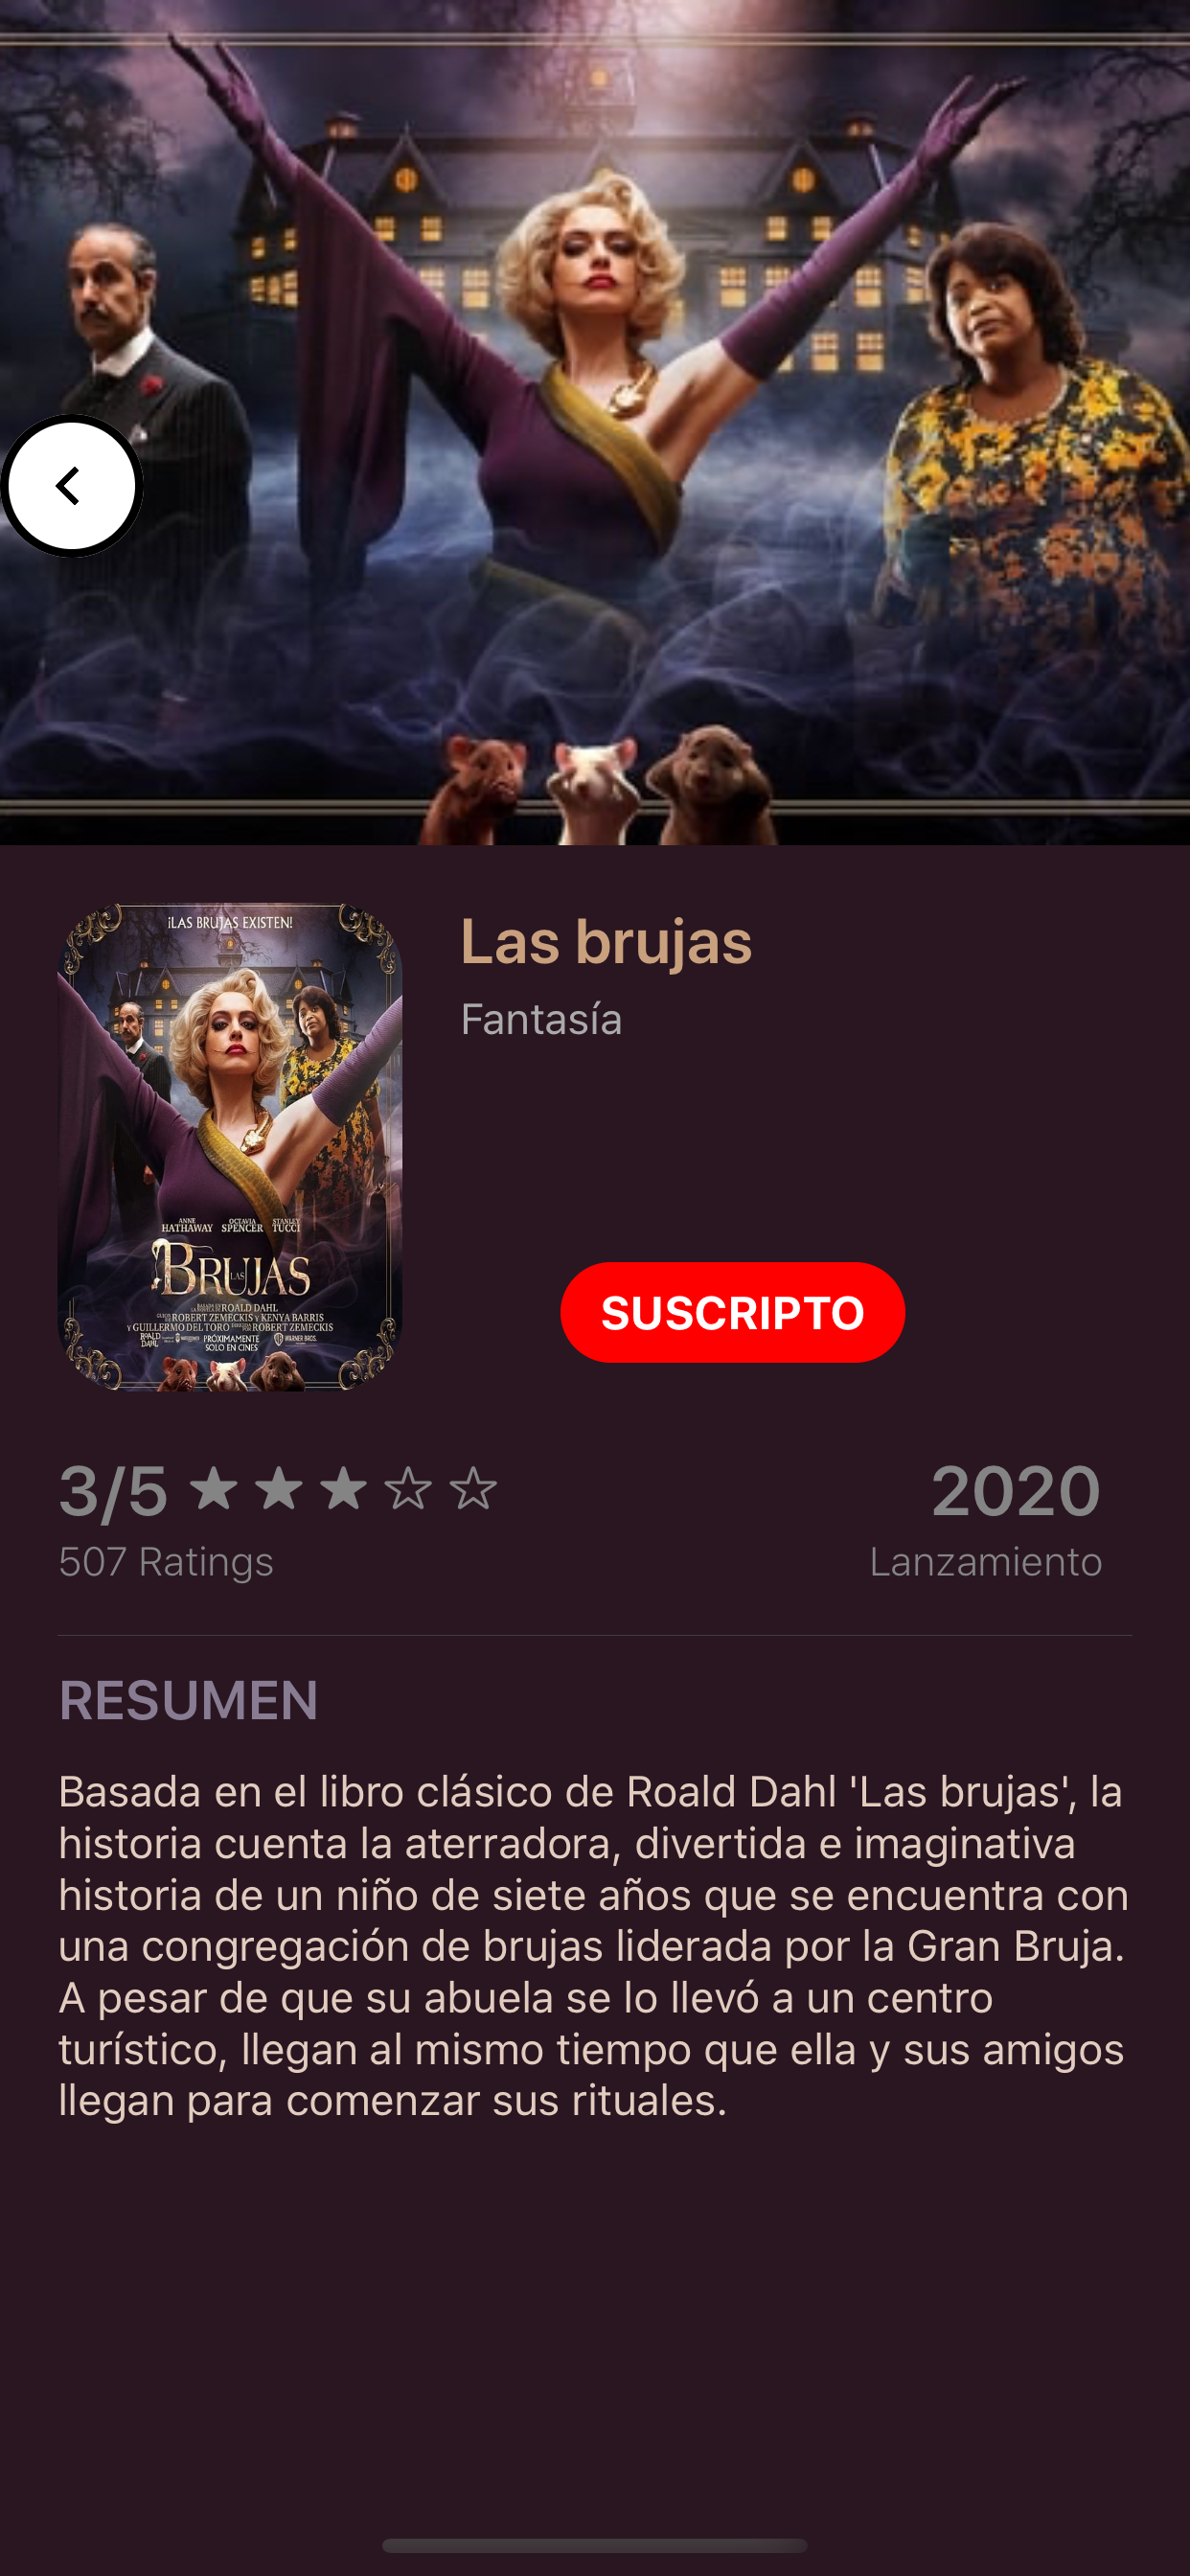 ¡LAS BRUJAS EXISTEN!
ANNE HATHAWAY OCTAVIA SPENCER STANLEY TUCCI
LAS BRUJAS
ROALD DAHL
ROBERT ZEMECKIS Y KENYA BARRIS
Y GUILLERMO DEL TORO ROBERT ZEMECKIS
ROALD DAHL PRÓXIMAMENTE WARNER BROS.
SOLO EN CINES
Las brujas
Fantasía
SUSCRIPTO
3/5 ★ ★ ★ ☆ ☆
507 Ratings
2020
Lanzamiento
RESUMEN
Basada en el libro clásico de Roald Dahl 'Las brujas', la
historia cuenta la aterradora, divertida e imaginativa
historia de un niño de siete años que se encuentra con
una congregación de brujas liderada por la Gran Bruja.
A pesar de que su abuela se lo llevó a un centro
turístico, llegan al mismo tiempo que ella y sus amigos
llegan para comenzar sus rituales.